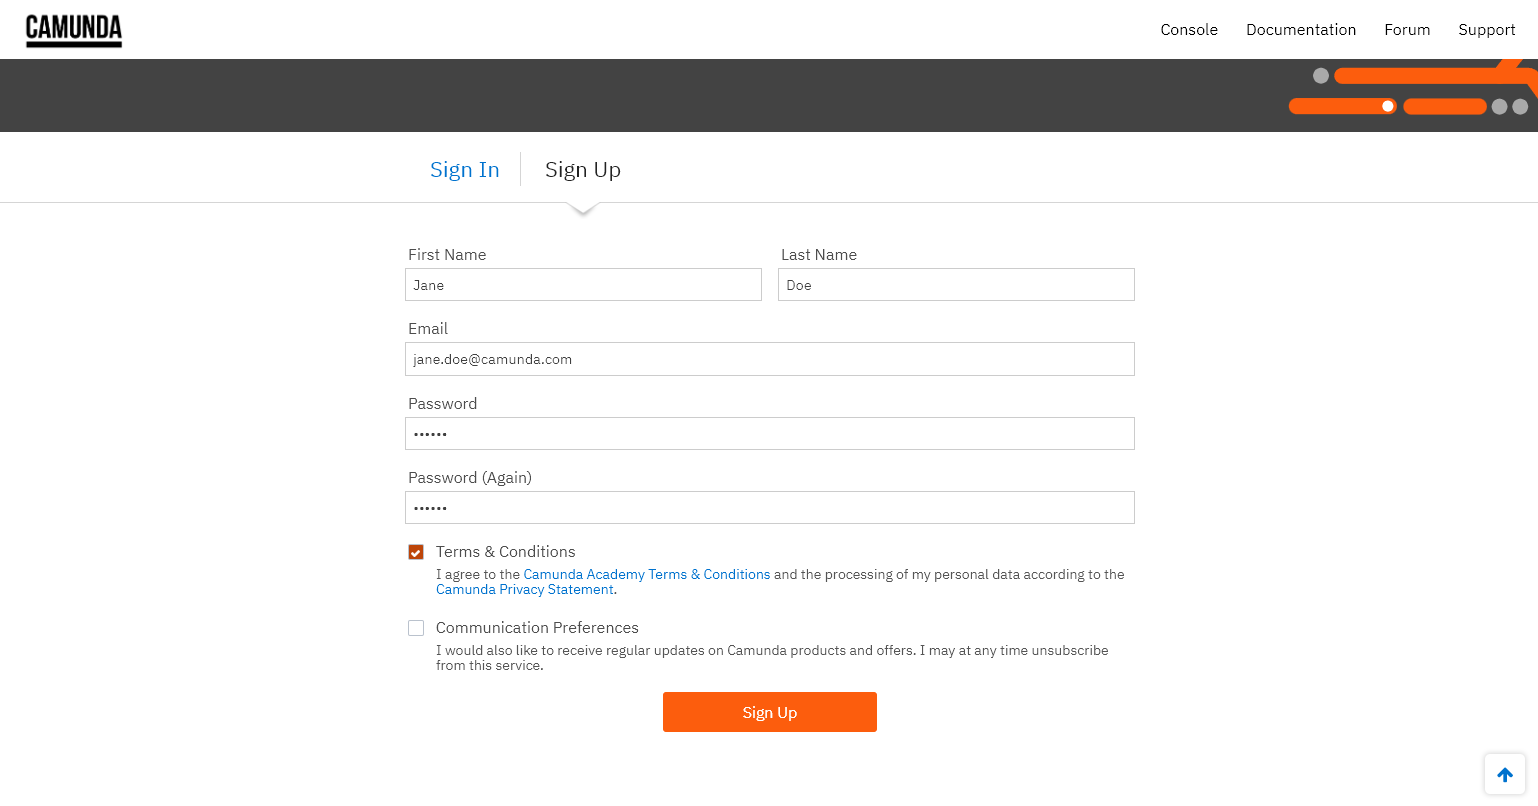 CAMUNDA
Console Documentation Forum Support
Sign In Sign Up
First Name Last Name
Jane Doe
Email
jane.doe@camunda.com
Password
••••••
Password (Again)
••••••
Terms & Conditions
I agree to the Camunda Academy Terms & Conditions and the processing of my personal data according to the
Camunda Privacy Statement.
Communication Preferences
I would also like to receive regular updates on Camunda products and offers. I may at any time unsubscribe
from this service.
Sign Up